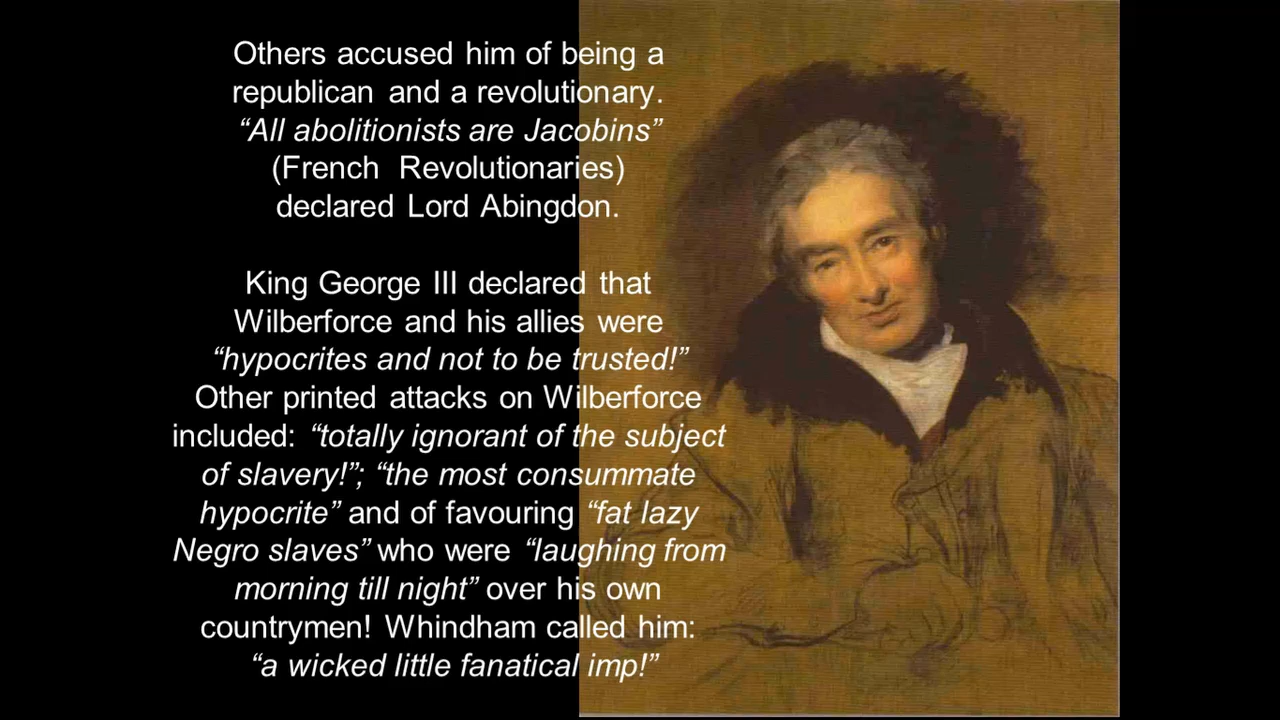 Others accused him of being a
republican and a revolutionary.
“All abolitionists are Jacobins”
(French Revolutionaries)
declared Lord Abingdon.
King George III declared that
Wilberforce and his allies were
“hypocrites and not to be trusted!”
Other printed attacks on Wilberforce
included: “totally ignorant of the subject
of slavery!”; “the most consummate
hypocrite” and of favouring “fat lazy
Negro slaves” who were “laughing from
morning till night” over his own
countrymen! Whindham called him:
“a wicked little fanatical imp!”